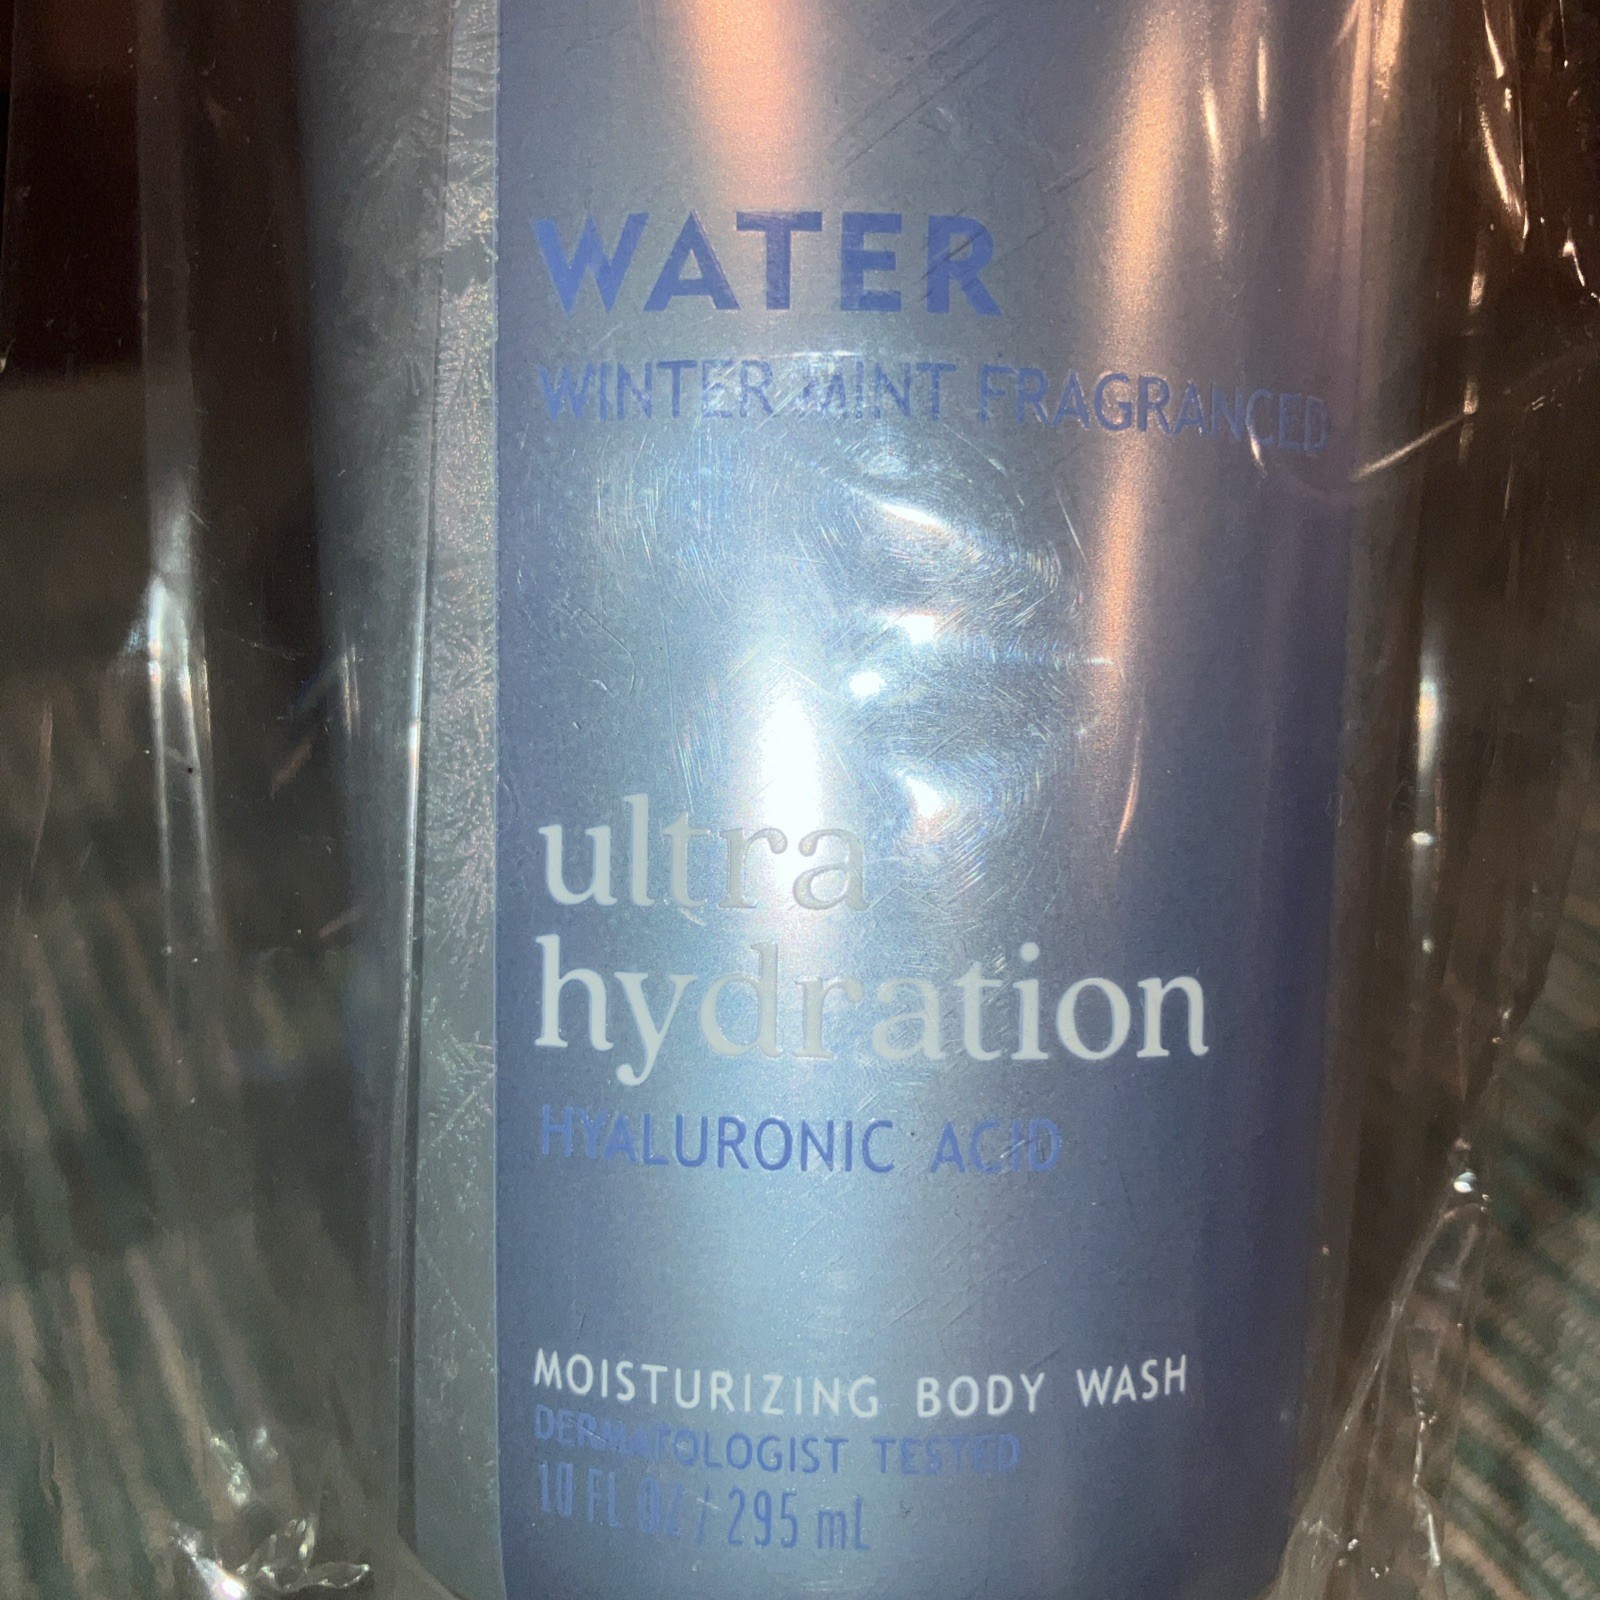 WATER
WINTER MINT FRAGRANCED
ultra
hydration
HYALURONIC ACID
MOISTURIZING BODY WASH
DERMATOLOGIST TESTED
10 FL OZ / 295 mL